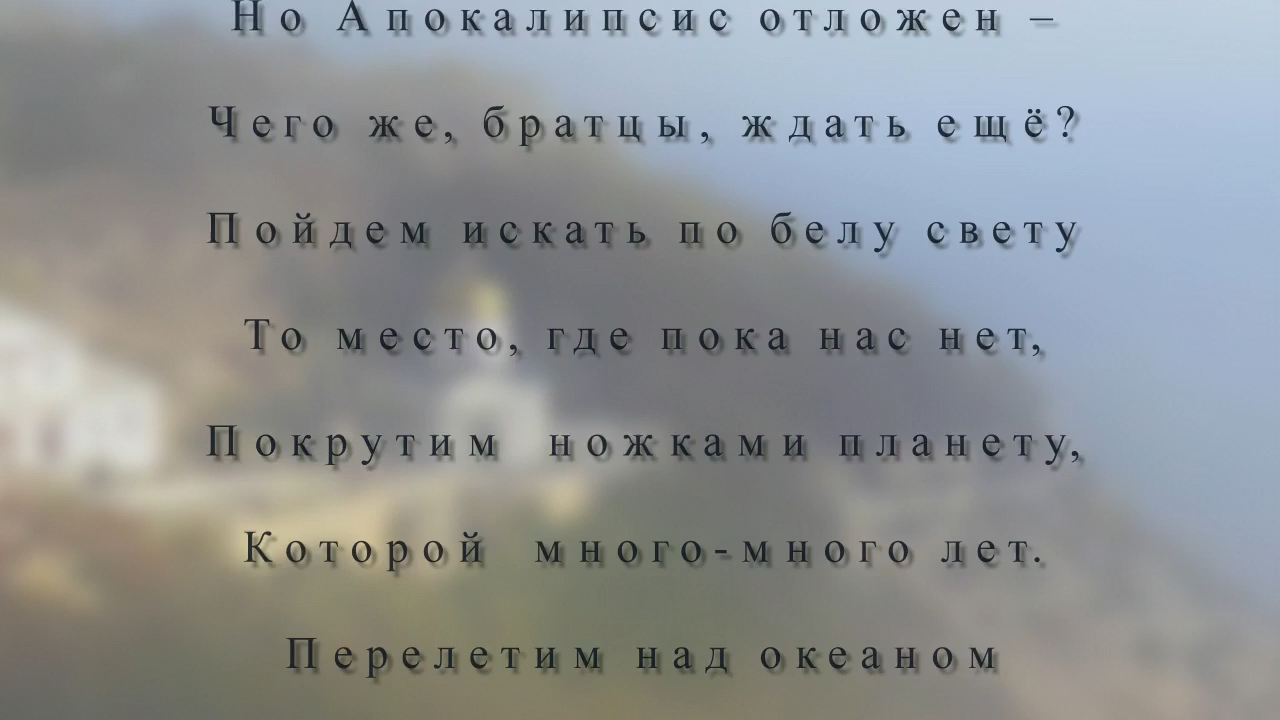 Но Апокалипсис отложен –
Чего же, братцы, ждать ещё?
Пойдем искать по белу свету
То место, где пока нас нет,
Покрутим ножками планету,
Которой много-много лет.
Перелетим над океаном